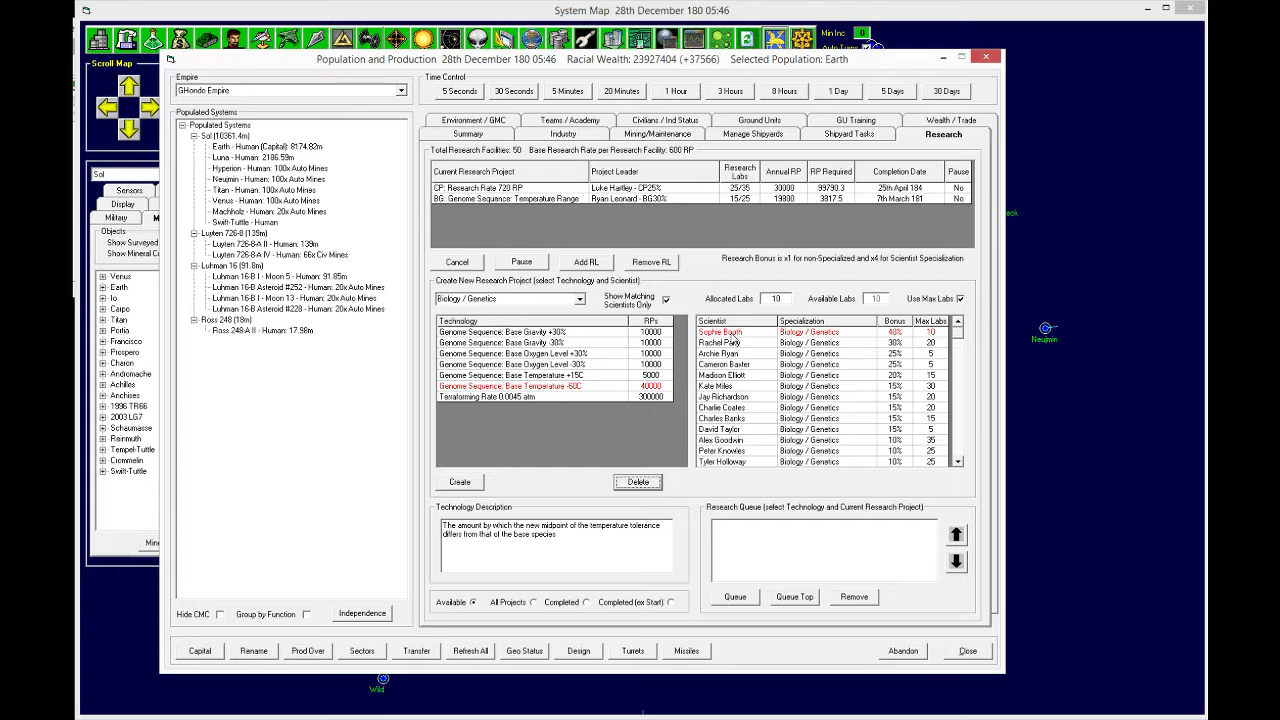 System Map 28th December 180 05:46
Min Inc 0
Scroll Map
Population and Production 28th December 180 05:46 Racial Wealth: 23927404 (+37566) Selected Population: Earth
Empire
GHondo Empire
Time Control
5 Seconds 30 Seconds 5 Minutes 20 Minutes 1 Hour 3 Hours 8 Hours 1 Day 5 Days 30 Days
Populated Systems
Populated Systems
Sol (10361.4m)
Earth - Human (Capital): 8174.82m
Luna - Human: 2186.59m
Hyperion - Human: 100x Auto Mines
Neujmin - Human: 100x Auto Mines
Titan - Human: 100x Auto Mines
Venus - Human: 100x Auto Mines
Machholz - Human: 20x Auto Mines
Swift-Tuttle - Human
Luyten 726-8 (139m)
Luyten 726-8-A II - Human: 139m
Luyten 726-8-A IV - Human: 66x Civ Mines
Luhman 16 (91.8m)
Luhman 16-B I - Moon 5 - Human: 91.85m
Luhman 16-B Asteroid #252 - Human: 20x Auto Mines
Luhman 16-B I - Moon 13 - Human: 20x Auto Mines
Luhman 16-B Asteroid #228 - Human: 20x Auto Mines
Ross 248 (18m)
Ross 248-A II - Human: 17.98m
Environment / GMC Teams / Academy Civilians / Ind Status Ground Units GU Training Wealth / Trade
Summary Industry Mining/Maintenance Manage Shipyards Shipyard Tasks Research
Total Research Facilities: 50 Base Research Rate per Research Facility: 600 RP
Current Research Project Project Leader Research Labs Annual RP RP Required Completion Date Pause
CP: Research Rate 720 RP Luke Hartley - CP25% 25/35 30000 99790.3 25th April 184 No
BG: Genome Sequence: Temperature Range Ryan Leonard - BG30% 15/25 19800 3817.5 7th March 181 No
Cancel Pause Add RL Remove RL Research Bonus is x1 for non-Specialized and x4 for Scientist Specialization
Create New Research Project (select Technology and Scientist)
Biology / Genetics Show Matching Scientists Only Allocated Labs 10 Available Labs 10 Use Max Labs
Technology RPs
Genome Sequence: Base Gravity +30% 10000
Genome Sequence: Base Gravity -30% 10000
Genome Sequence: Base Oxygen Level +30% 10000
Genome Sequence: Base Oxygen Level -30% 10000
Genome Sequence: Base Temperature +15C 5000
Genome Sequence: Base Temperature -60C 40000
Terraforming Rate 0.0045 atm 300000
Scientist Specialization Bonus Max Labs
Sophie Booth Biology / Genetics 40% 10
Rachel Biology / Genetics 30% 20
Archie Ryan Biology / Genetics 25% 5
Cameron Baxter Biology / Genetics 25% 5
Madison Elliott Biology / Genetics 20% 15
Kate Miles Biology / Genetics 15% 30
Jay Richardson Biology / Genetics 15% 20
Charlie Coates Biology / Genetics 15% 20
Charles Banks Biology / Genetics 15% 15
David Taylor Biology / Genetics 15% 5
Alex Goodwin Biology / Genetics 10% 35
Peter Knowles Biology / Genetics 10% 25
Tyler Holloway Biology / Genetics 10% 25
Create Delete
Technology Description
The amount by which the new midpoint of the temperature tolerance
differs from that of the base species
Research Queue (select Technology and Current Research Project)
Available All Projects Completed Completed (ex Start)
Queue Queue Top Remove
Hide CMC Group by Function Independence
Capital Rename Prod Over Sectors Transfer Refresh All Geo Status Design Turrets Missiles Abandon Close
Sol
Sensors
Display
Military
Objects
Show Surveyed
Show Mineral Co
Venus
Earth
Io
Carpo
Titan
Portia
Francisco
Prospero
Charon
Andromache
Achilles
Anchises
1996 TR66
2003 LG7
Schaumasse
Reinmuth
Tempel-Tuttle
Crommelin
Swift-Tuttle
Mine
eck
Neujmin
Wild